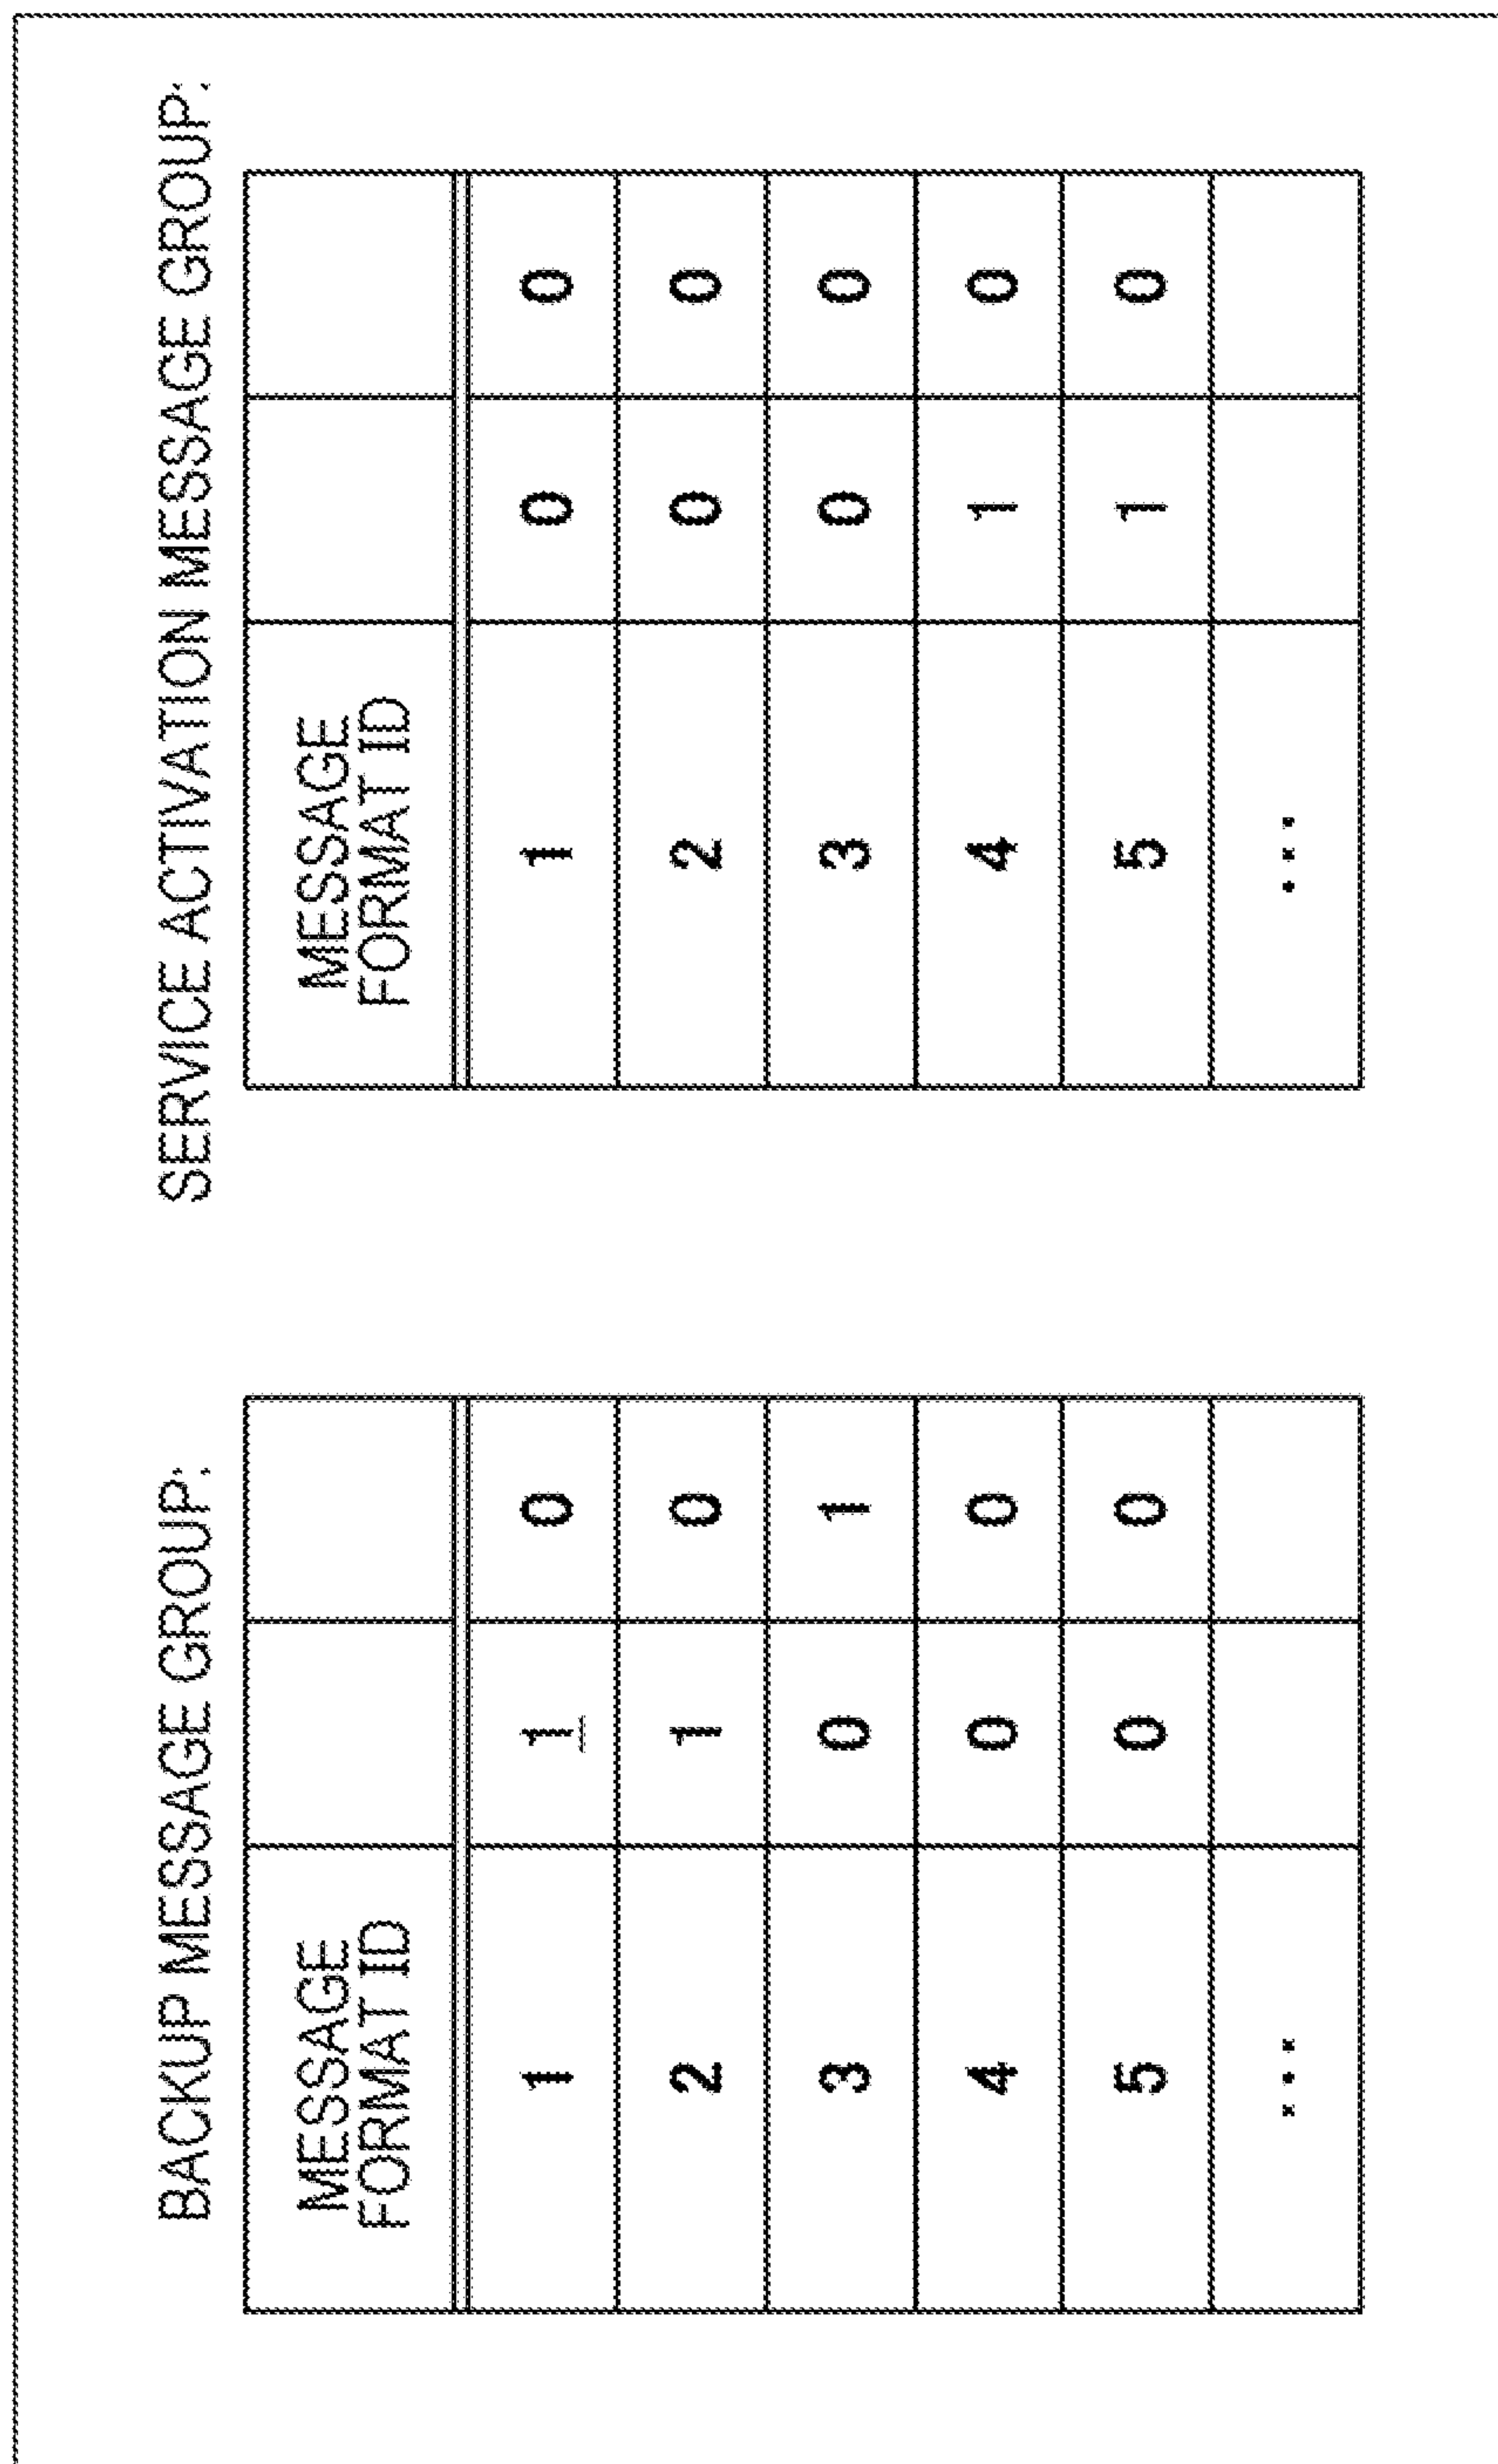 BACKUP MESSAGE GROUP:
MESSAGE
FORMAT ID
1 1 0
2 1 0
3 0 1
4 0 0
5 0 0
...
SERVICE ACTIVATION MESSAGE GROUP:
MESSAGE
FORMAT ID
1 0 0
2 0 0
3 0 0
4 1 0
5 1 0
...